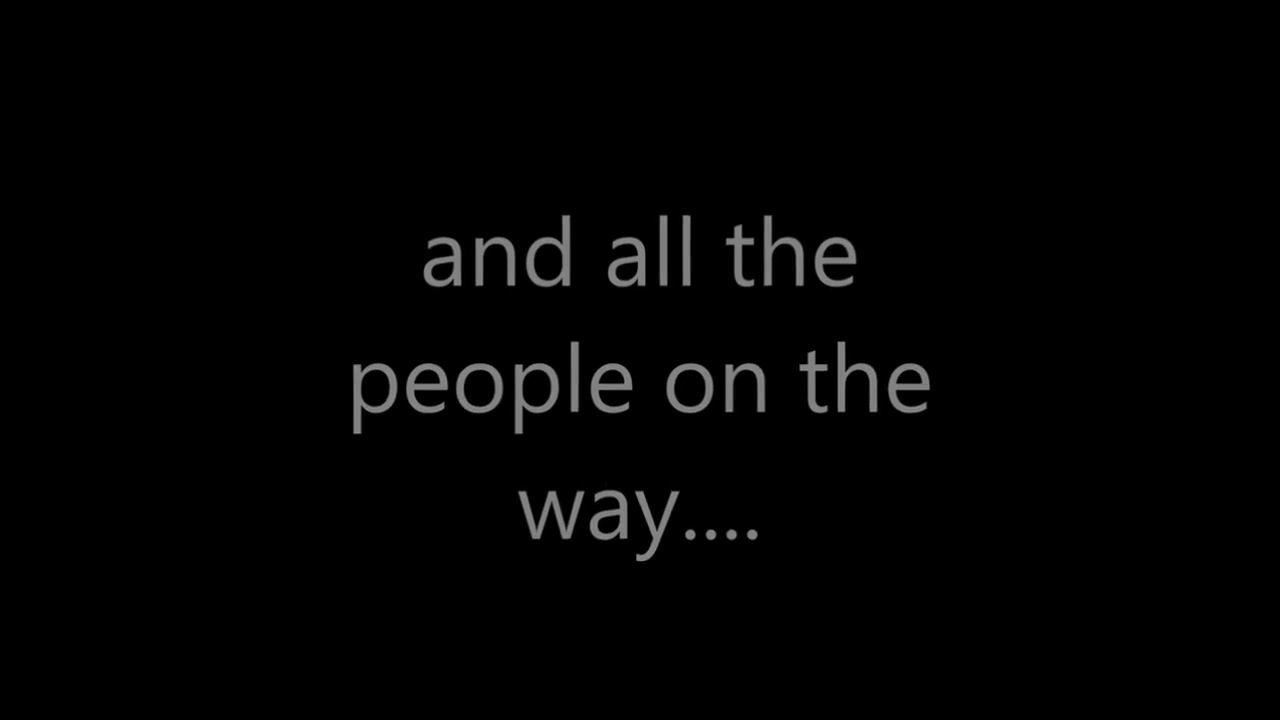 and all the
people on the
way....